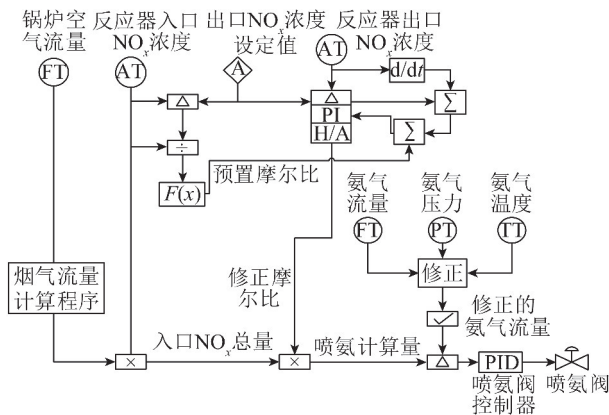 锅炉空
气流量
反应器入口
NOx浓度
出口NOx浓度
设定值
反应器出口
NOx浓度
FT
AT
A
AT
d/dt
△
△
PI
H/A
Σ
Σ
÷
F(x)
预置摩尔比
氨气
流量
氨气
压力
氨气
温度
FT
PT
TT
修正
烟气流量
计算程序
修正摩
尔比
修正的
氨气流量
√
入口NOx总量
喷氨计算量
×
×
△
PID
喷氨阀
控制器
喷氨阀